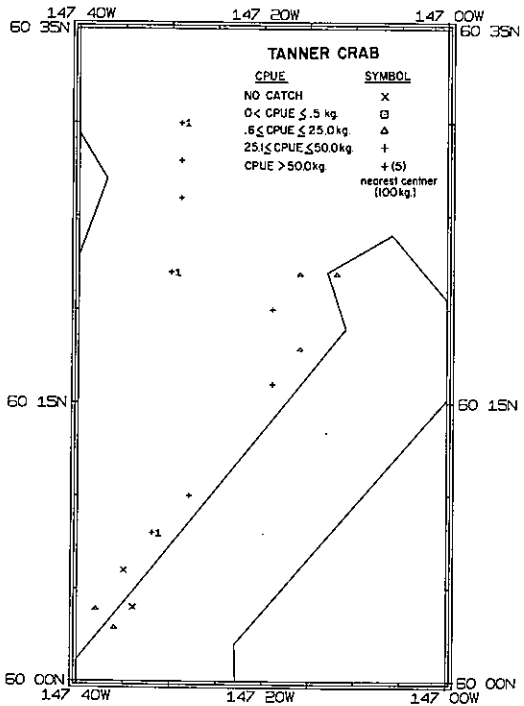 147 40W 147 20W 147 00W
60 35N 60 35N
TANNER CRAB
CPUE SYMBOL
NO CATCH ×
0< CPUE ≤ .5 kg. ⊡
.6≤ CPUE ≤ 25.0kg. △
25.1≤ CPUE ≤50.0kg. +
CPUE > 50.0kg. +(5)
nearest centner
(100kg.)
+1
+1
60 15N 60 15N
+1
60 00N 60 00N
147 40W 147 20W 147 00W